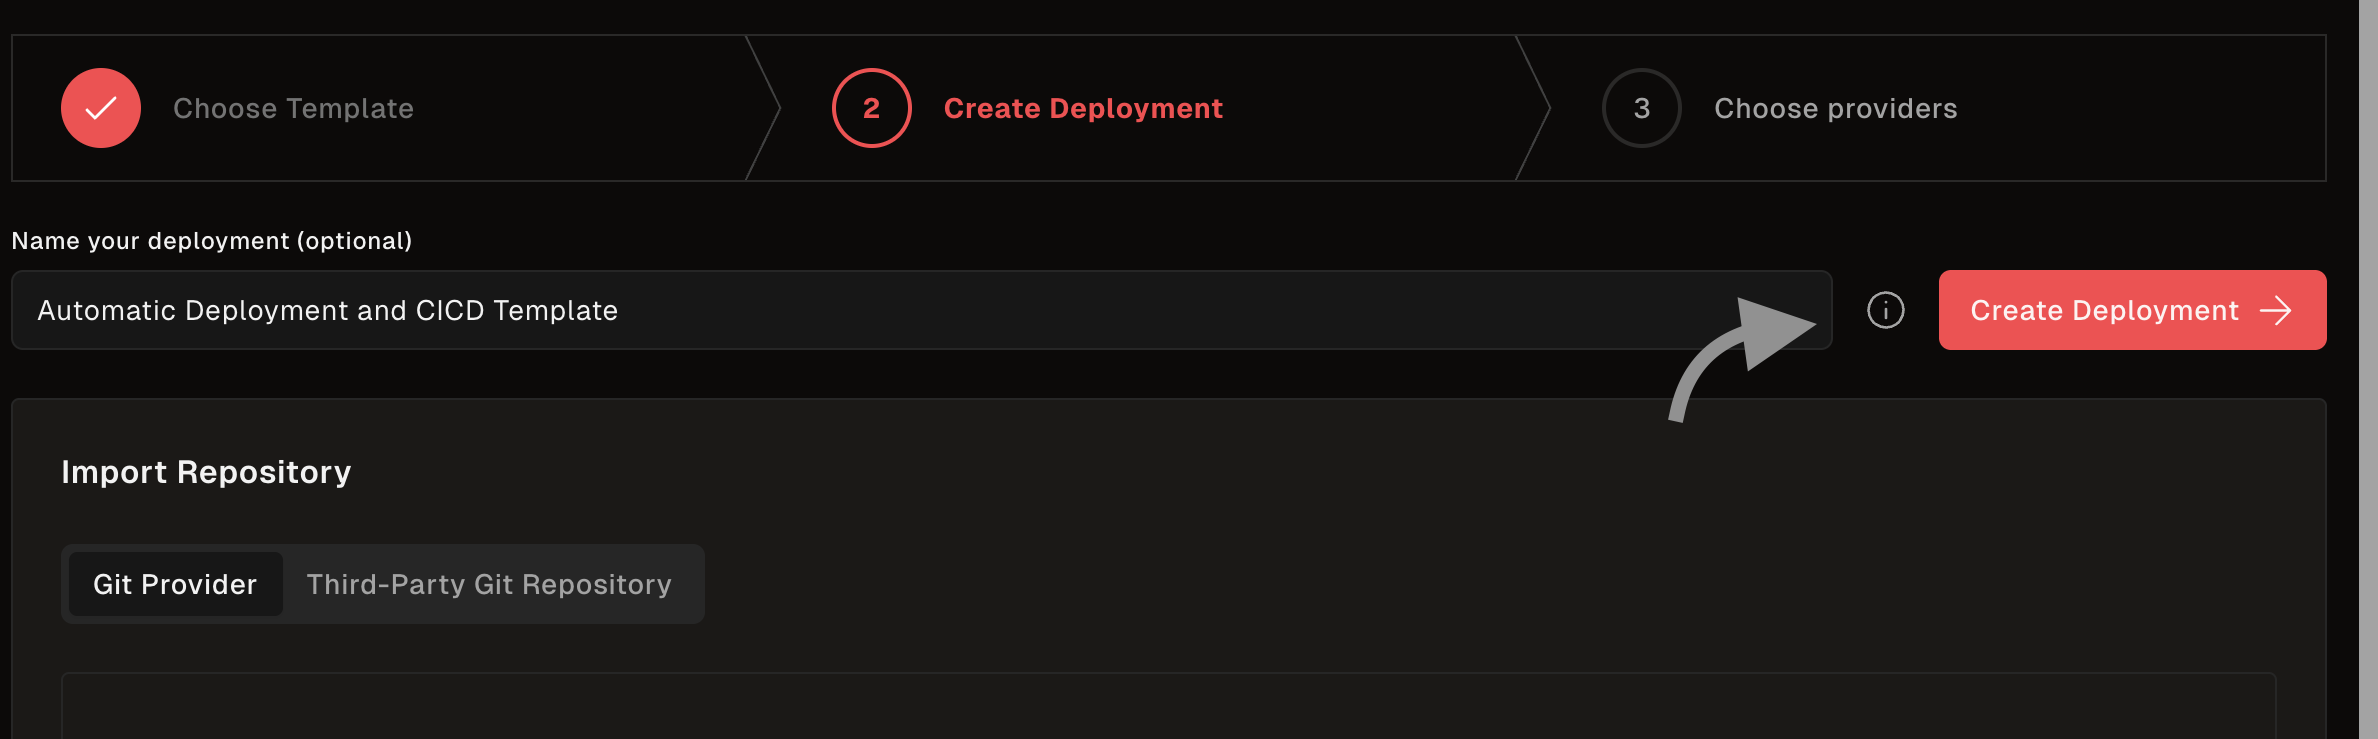 Choose Template
2 Create Deployment
3 Choose providers
Name your deployment (optional)
Automatic Deployment and CICD Template
Create Deployment
Import Repository
Git Provider
Third-Party Git Repository